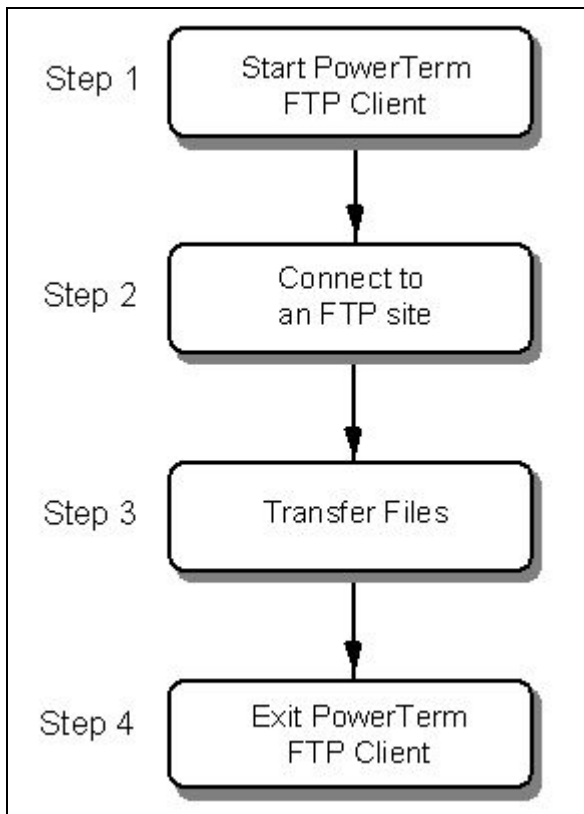 Step 1
Start PowerTerm
FTP Client
Step 2
Connect to
an FTP site
Step 3
Transfer Files
Step 4
Exit PowerTerm
FTP Client